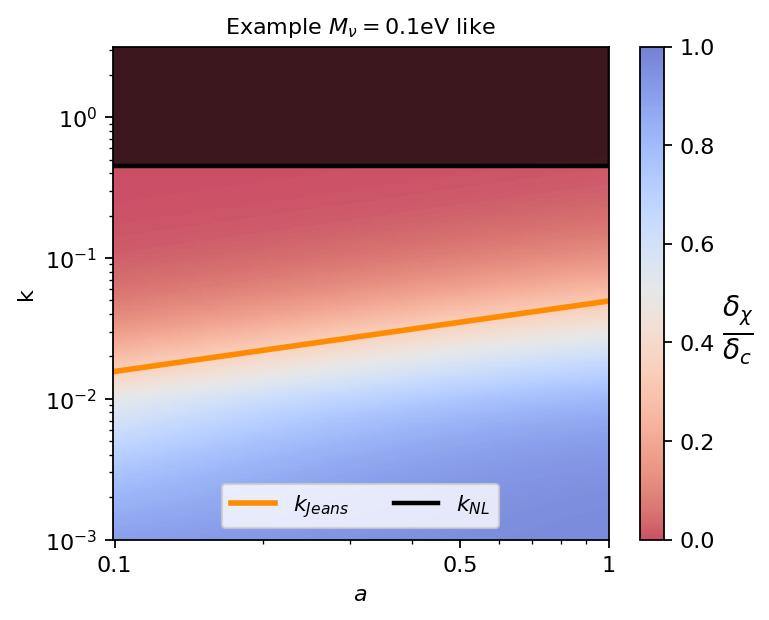 Example $M_\nu = 0.1$eV like
k
$10^0$
$10^{-1}$
$10^{-2}$
$10^{-3}$
$k_{Jeans}$ $k_{NL}$
0.1 0.5 1
$a$
1.0
0.8
0.6
0.4
0.2
0.0
$\frac{\delta_\chi}{\delta_c}$